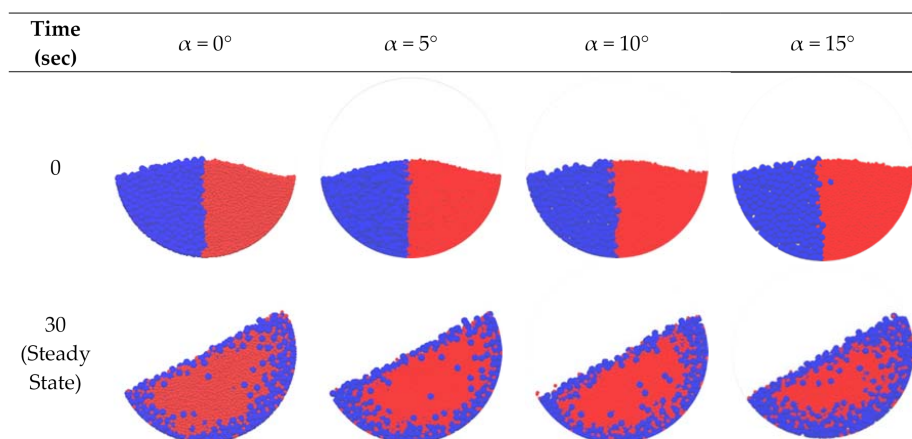 Time
(sec)
α = 0°
α = 5°
α = 10°
α = 15°
0
30
(Steady
State)